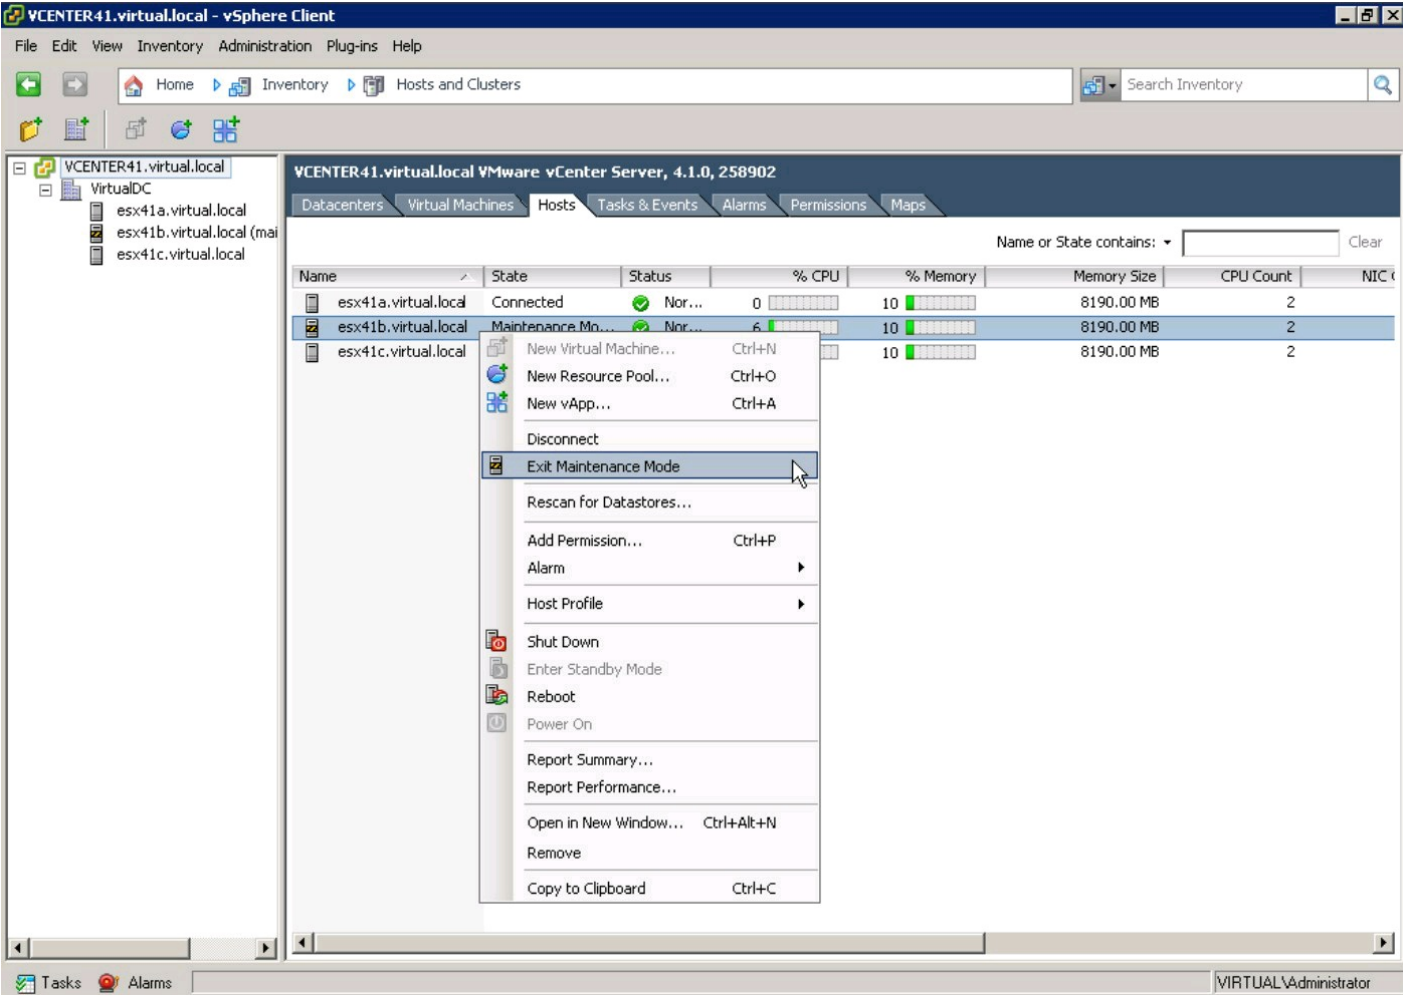 VCENTER41.virtual.local - vSphere Client
File Edit View Inventory Administration Plug-ins Help
Home Inventory Hosts and Clusters Search Inventory
VCENTER41.virtual.local
VirtualDC
esx41a.virtual.local
esx41b.virtual.local (mai
esx41c.virtual.local
VCENTER41.virtual.local VMware vCenter Server, 4.1.0, 258902
Datacenters Virtual Machines Hosts Tasks & Events Alarms Permissions Maps
Name or State contains: Clear
Name State Status % CPU % Memory Memory Size CPU Count NIC
esx41a.virtual.local Connected Nor... 0 10 8190.00 MB 2
esx41b.virtual.local Maintenance Mo... Nor... 6 10 8190.00 MB 2
esx41c.virtual.local 10 8190.00 MB 2
New Virtual Machine... Ctrl+N
New Resource Pool... Ctrl+O
New vApp... Ctrl+A
Disconnect
Exit Maintenance Mode
Rescan for Datastores...
Add Permission... Ctrl+P
Alarm
Host Profile
Shut Down
Enter Standby Mode
Reboot
Power On
Report Summary...
Report Performance...
Open in New Window... Ctrl+Alt+N
Remove
Copy to Clipboard Ctrl+C
Tasks Alarms VIRTUAL\Administrator